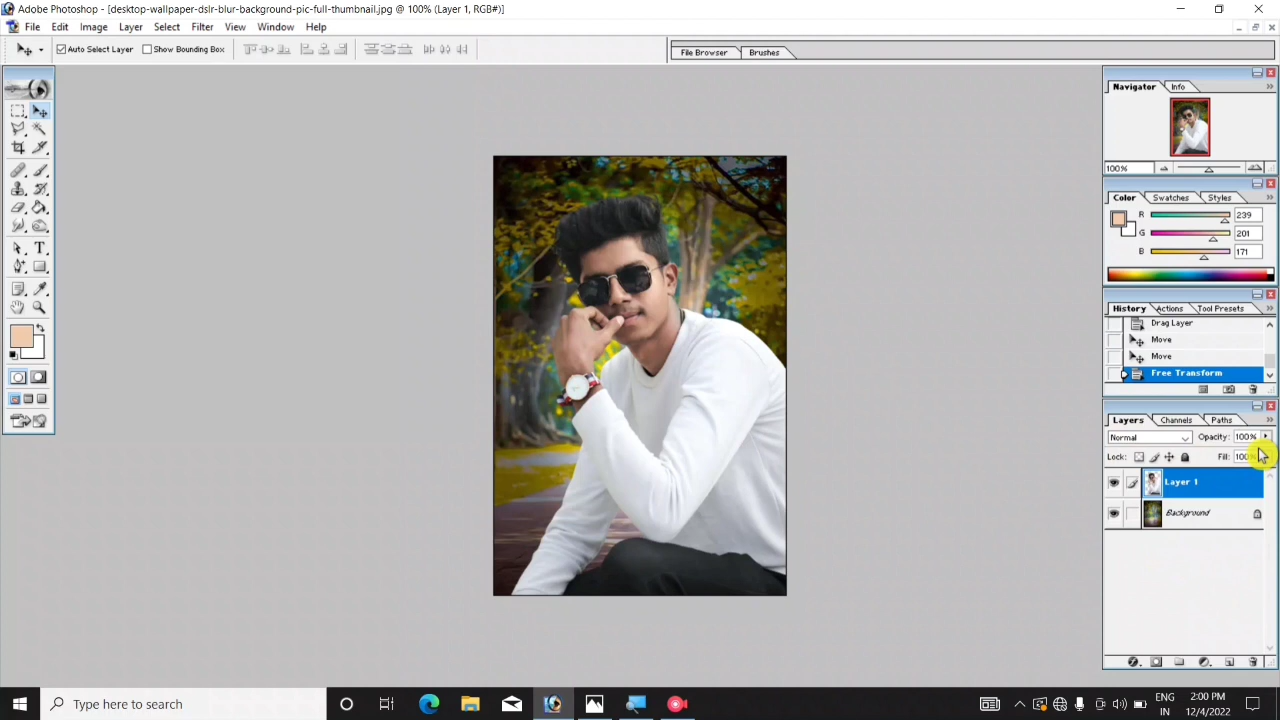 Adobe Photoshop - [desktop-wallpaper-dslr-blur-background-pic-full-thumbnail.jpg @ 100% (Layer 1, RGB#)]
File Edit Image Layer Select Filter View Window Help
Auto Select Layer Show Bounding Box File Browser Brushes
Navigator Info
100%
Color Swatches Styles
R 239
G 201
B 171
History Actions Tool Presets
Drag Layer
Move
Move
Free Transform
Layers Channels Paths
Normal Opacity: 100%
Lock: Fill: 100%
Layer 1
Background
Type here to search
ENG
IN
2:00 PM
12/4/2022